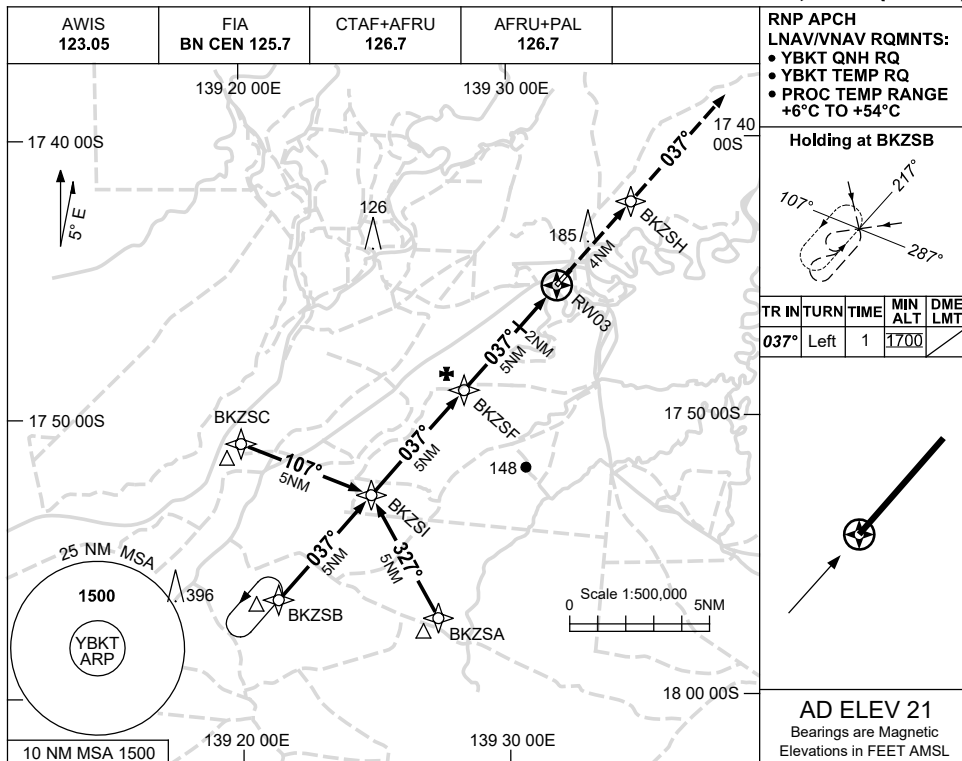 AWIS
123.05
FIA
BN CEN 125.7
CTAF+AFRU
126.7
AFRU+PAL
126.7
RNP APCH
LNAV/VNAV RQMNTS:
• YBKT QNH RQ
• YBKT TEMP RQ
• PROC TEMP RANGE
+6°C TO +54°C
139 20 00E
139 30 00E
17 40 00S
17 40
00S
037°
5° E
126
185
BKZSH
4NM
RW03
2NM
037°
5NM
BKZSF
17 50 00S
17 50 00S
BKZSC
107°
5NM
037°
5NM
148
BKZSI
037°
5NM
327°
5NM
BKZSB
BKZSA
396
25 NM MSA
1500
YBKT
ARP
10 NM MSA 1500
Scale 1:500,000
0
5NM
18 00 00S
139 20 00E
139 30 00E
Holding at BKZSB
217°
107°
287°
TR IN
TURN
TIME
MIN
ALT
DME
LMT
037°
Left
1
1700
AD ELEV 21
Bearings are Magnetic
Elevations in FEET AMSL